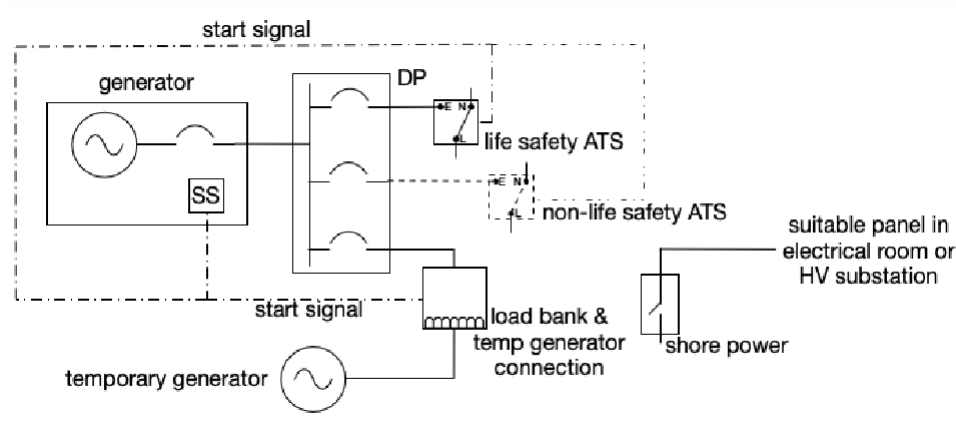 start signal
generator
DP
E N
L
life safety ATS
SS
E N
L
non-life safety ATS
suitable panel in
electrical room or
HV substation
start signal
load bank &
temp generator
connection
shore power
temporary generator